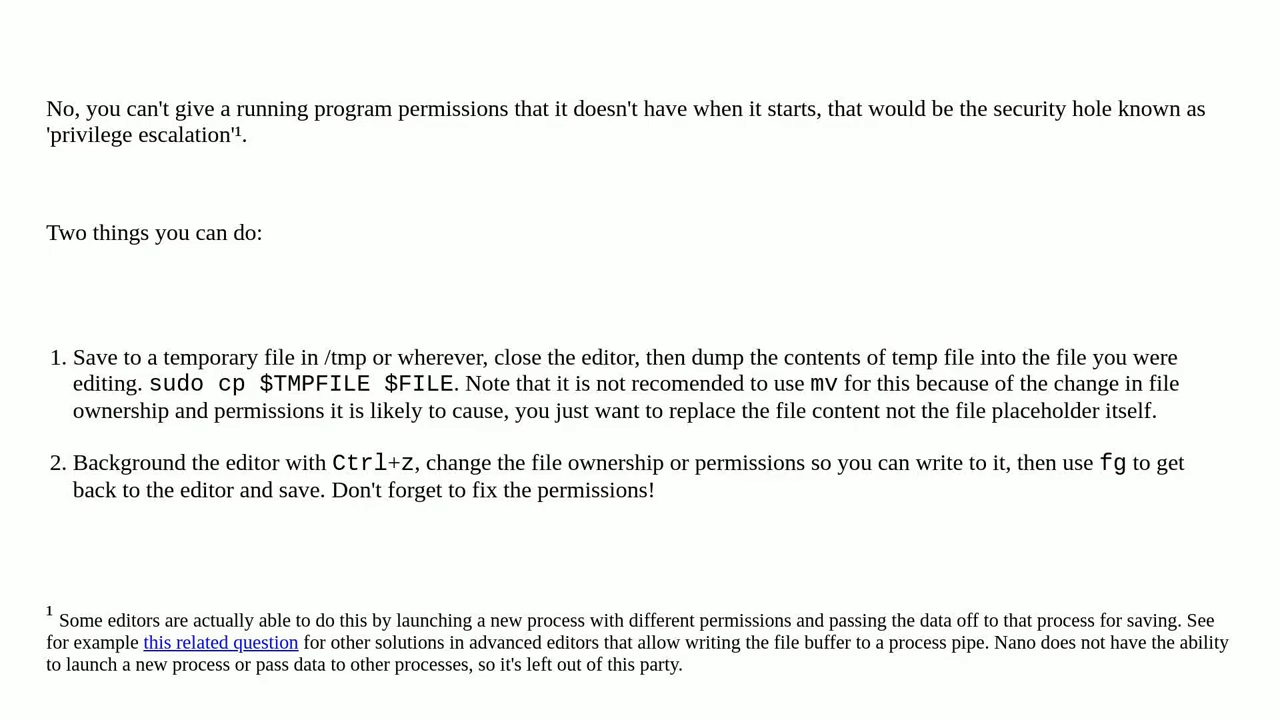 No, you can't give a running program permissions that it doesn't have when it starts, that would be the security hole known as
'privilege escalation'¹.
Two things you can do:
1. Save to a temporary file in /tmp or wherever, close the editor, then dump the contents of temp file into the file you were
editing. sudo cp $TMPFILE $FILE. Note that it is not recomended to use mv for this because of the change in file
ownership and permissions it is likely to cause, you just want to replace the file content not the file placeholder itself.
2. Background the editor with Ctrl+z, change the file ownership or permissions so you can write to it, then use fg to get
back to the editor and save. Don't forget to fix the permissions!
¹ Some editors are actually able to do this by launching a new process with different permissions and passing the data off to that process for saving. See
for example this related question for other solutions in advanced editors that allow writing the file buffer to a process pipe. Nano does not have the ability
to launch a new process or pass data to other processes, so it's left out of this party.